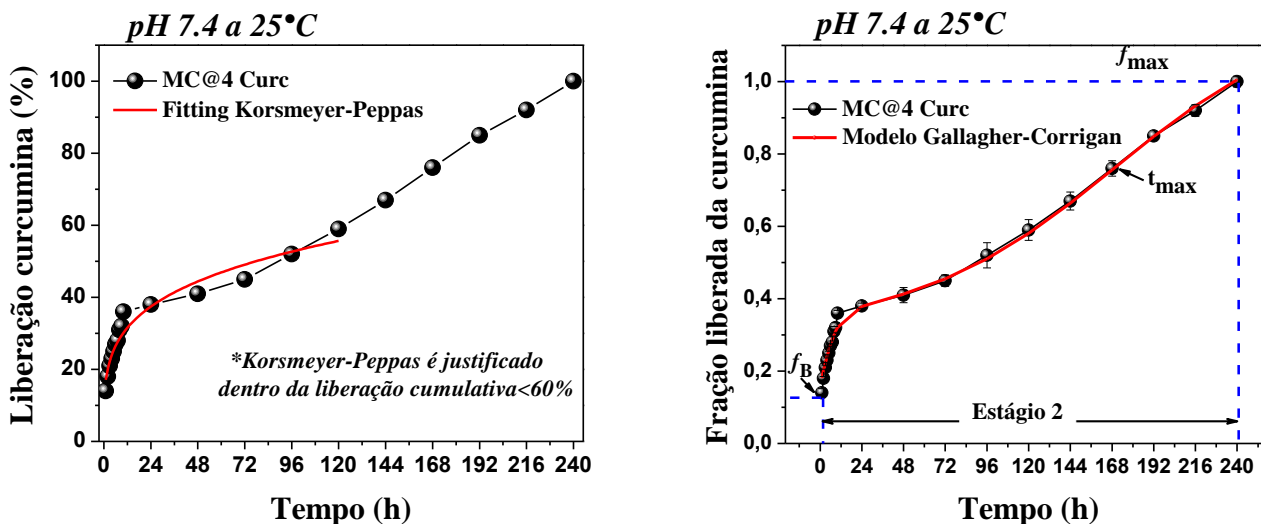 pH 7.4 a 25°C
Liberação curcumina (%)
100
80
60
40
20
0
MC@4 Curc
Fitting Korsmeyer-Peppas
*Korsmeyer-Peppas é justificado
dentro da liberação cumulativa<60%
0 24 48 72 96 120 144 168 192 216 240
Tempo (h)
pH 7.4 a 25°C
Fração liberada da curcumina
1,0
0,8
0,6
0,4
0,2
0,0
fmax
MC@4 Curc
Modelo Gallagher-Corrigan
tmax
fB
Estágio 2
0 24 48 72 96 120 144 168 192 216 240
Tempo (h)